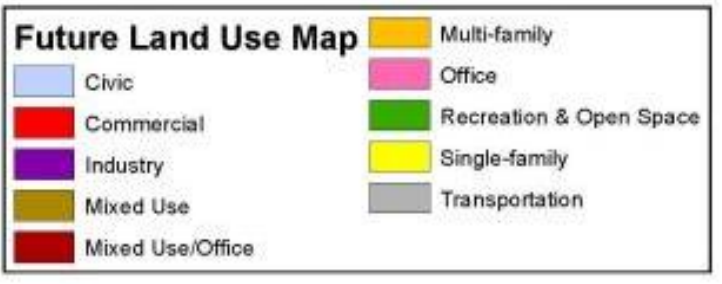 Future Land Use Map
Civic
Commercial
Industry
Mixed Use
Mixed Use/Office
Multi-family
Office
Recreation & Open Space
Single-family
Transportation